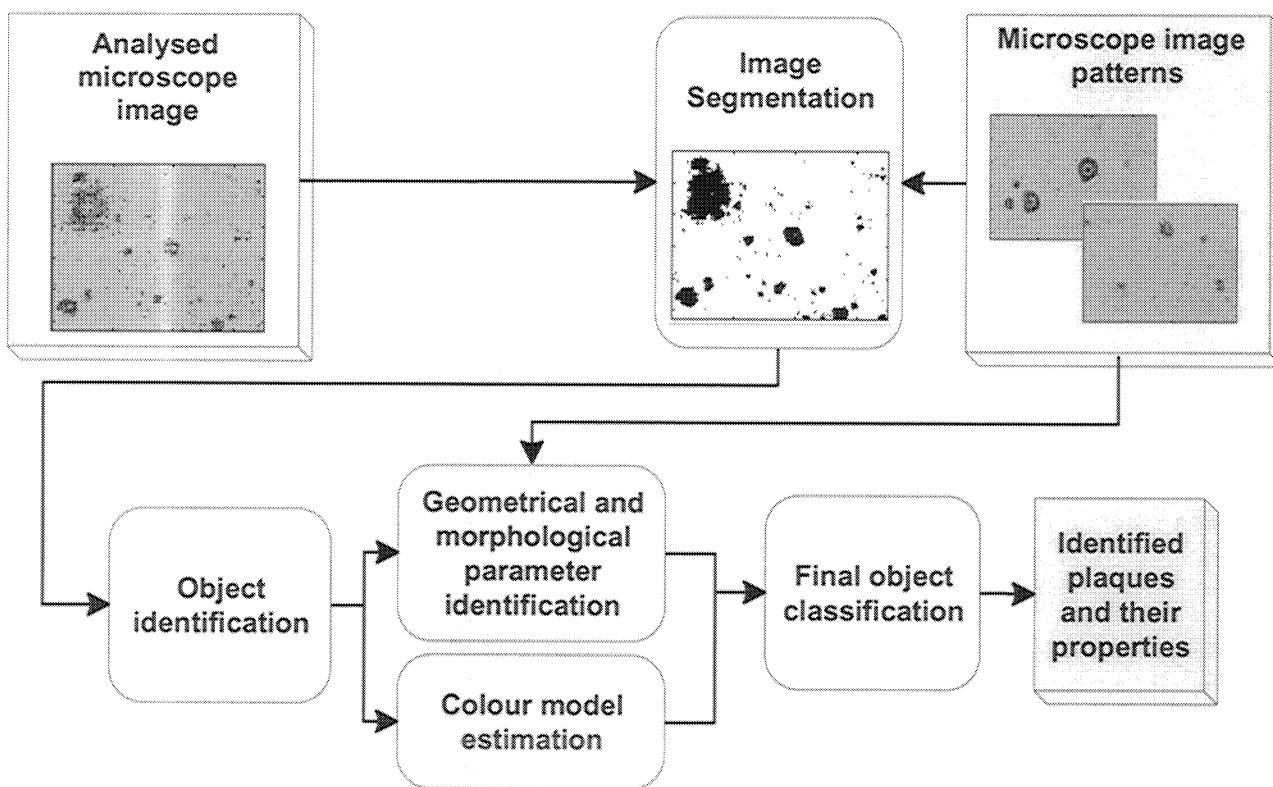 Analysed
microscope
image
Image
Segmentation
Microscope image
patterns
Object
identification
Geometrical and
morphological
parameter
identification
Colour model
estimation
Final object
classification
Identified
plaques
and their
properties